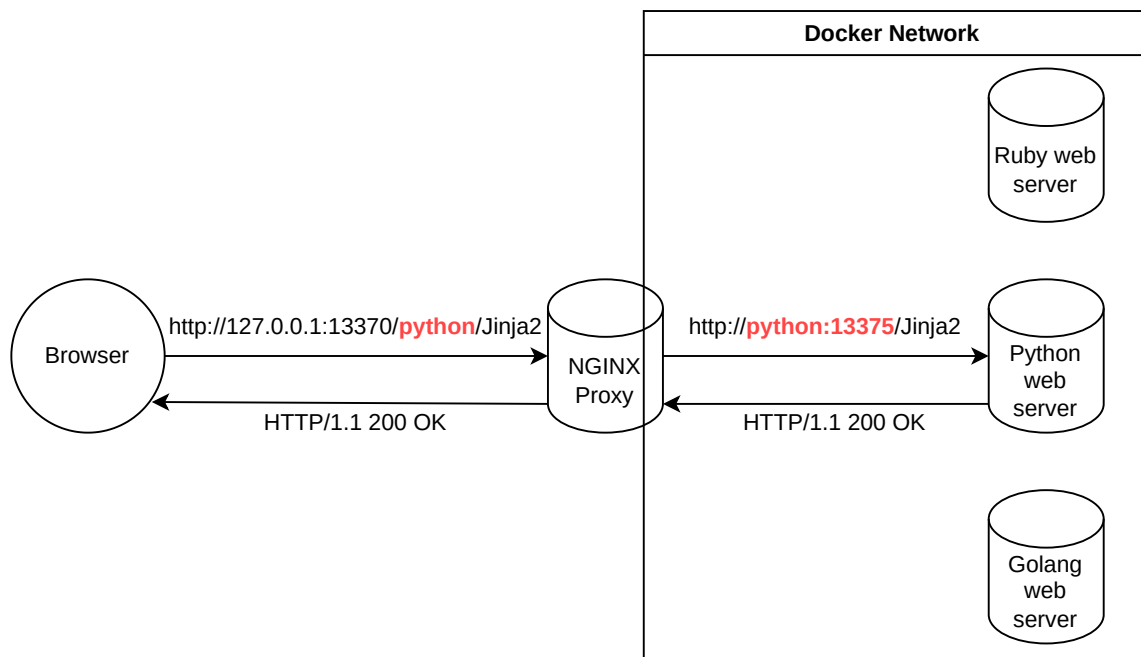 Docker Network
Ruby web
server
http://127.0.0.1:13370/python/Jinja2
http://python:13375/Jinja2
Browser
NGINX
Proxy
Python
web
server
HTTP/1.1 200 OK
HTTP/1.1 200 OK
Golang
web
server